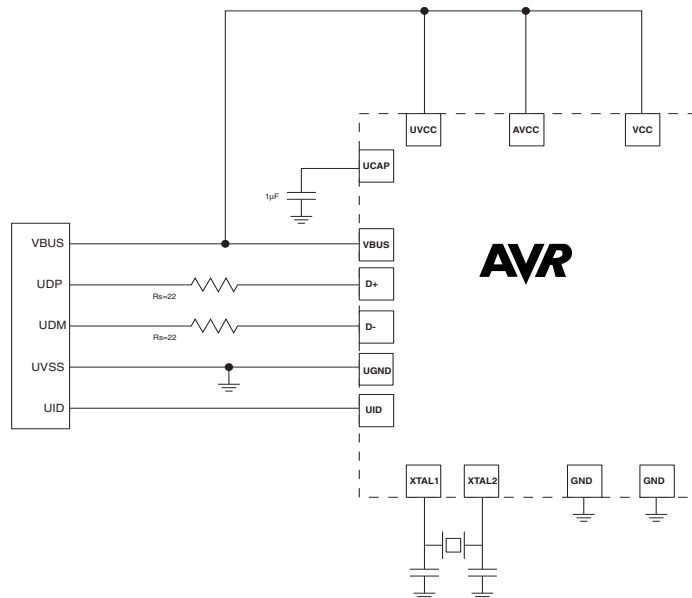 UVCC
AVCC
VCC
UCAP
1µF
VBUS
VBUS
AVR
UDP
D+
Rs=22
UDM
D-
Rs=22
UVSS
UGND
UID
UID
XTAL1
XTAL2
GND
GND